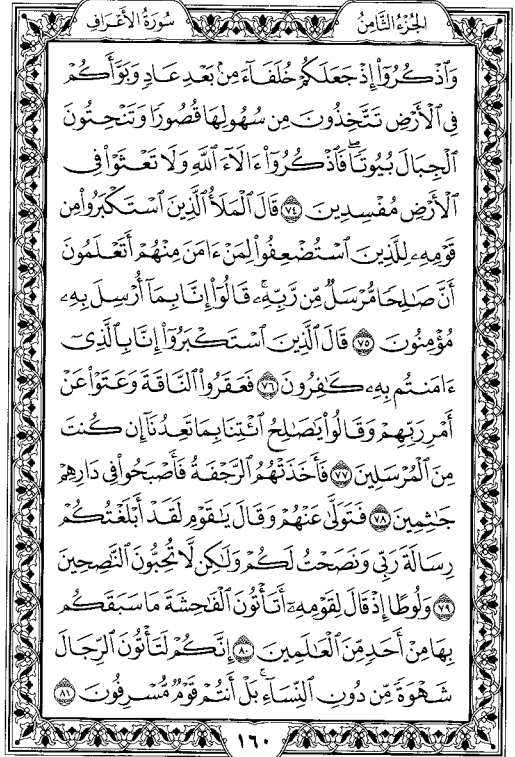 الجزء الثامن
سورة الأعراف
وَٱذْكُرُوٓا۟ إِذْ جَعَلَكُمْ خُلَفَآءَ مِنۢ بَعْدِ عَادٍ وَبَوَّأَكُمْ
فِى ٱلْأَرْضِ تَتَّخِذُونَ مِن سُهُولِهَا قُصُورًا وَتَنْحِتُونَ
ٱلْجِبَالَ بُيُوتًا ۖ فَٱذْكُرُوٓا۟ ءَالَآءَ ٱللَّهِ وَلَا تَعْثَوْا۟ فِى
ٱلْأَرْضِ مُفْسِدِينَ ٧٤ قَالَ ٱلْمَلَأُ ٱلَّذِينَ ٱسْتَكْبَرُوا۟ مِن
قَوْمِهِۦ لِلَّذِينَ ٱسْتُضْعِفُوا۟ لِمَنْ ءَامَنَ مِنْهُمْ أَتَعْلَمُونَ
أَنَّ صَٰلِحًا مُّرْسَلٌ مِّن رَّبِّهِۦ ۚ قَالُوٓا۟ إِنَّا بِمَآ أُرْسِلَ بِهِۦ
مُؤْمِنُونَ ٧٥ قَالَ ٱلَّذِينَ ٱسْتَكْبَرُوٓا۟ إِنَّا بِٱلَّذِىٓ
ءَامَنتُم بِهِۦ كَٰفِرُونَ ٧٦ فَعَقَرُوا۟ ٱلنَّاقَةَ وَعَتَوْا۟ عَنْ
أَمْرِ رَبِّهِمْ وَقَالُوا۟ يَٰصَٰلِحُ ٱئْتِنَا بِمَا تَعِدُنَآ إِن كُنتَ
مِنَ ٱلْمُرْسَلِينَ ٧٧ فَأَخَذَتْهُمُ ٱلرَّجْفَةُ فَأَصْبَحُوا۟ فِى دَارِهِمْ
جَٰثِمِينَ ٧٨ فَتَوَلَّىٰ عَنْهُمْ وَقَالَ يَٰقَوْمِ لَقَدْ أَبْلَغْتُكُمْ
رِسَالَةَ رَبِّى وَنَصَحْتُ لَكُمْ وَلَٰكِن لَّا تُحِبُّونَ ٱلنَّٰصِحِينَ
٧٩ وَلُوطًا إِذْ قَالَ لِقَوْمِهِۦٓ أَتَأْتُونَ ٱلْفَٰحِشَةَ مَا سَبَقَكُم
بِهَا مِنْ أَحَدٍ مِّنَ ٱلْعَٰلَمِينَ ٨٠ إِنَّكُمْ لَتَأْتُونَ ٱلرِّجَالَ
شَهْوَةً مِّن دُونِ ٱلنِّسَآءِ ۚ بَلْ أَنتُمْ قَوْمٌ مُّسْرِفُونَ ٨١
١٦٠